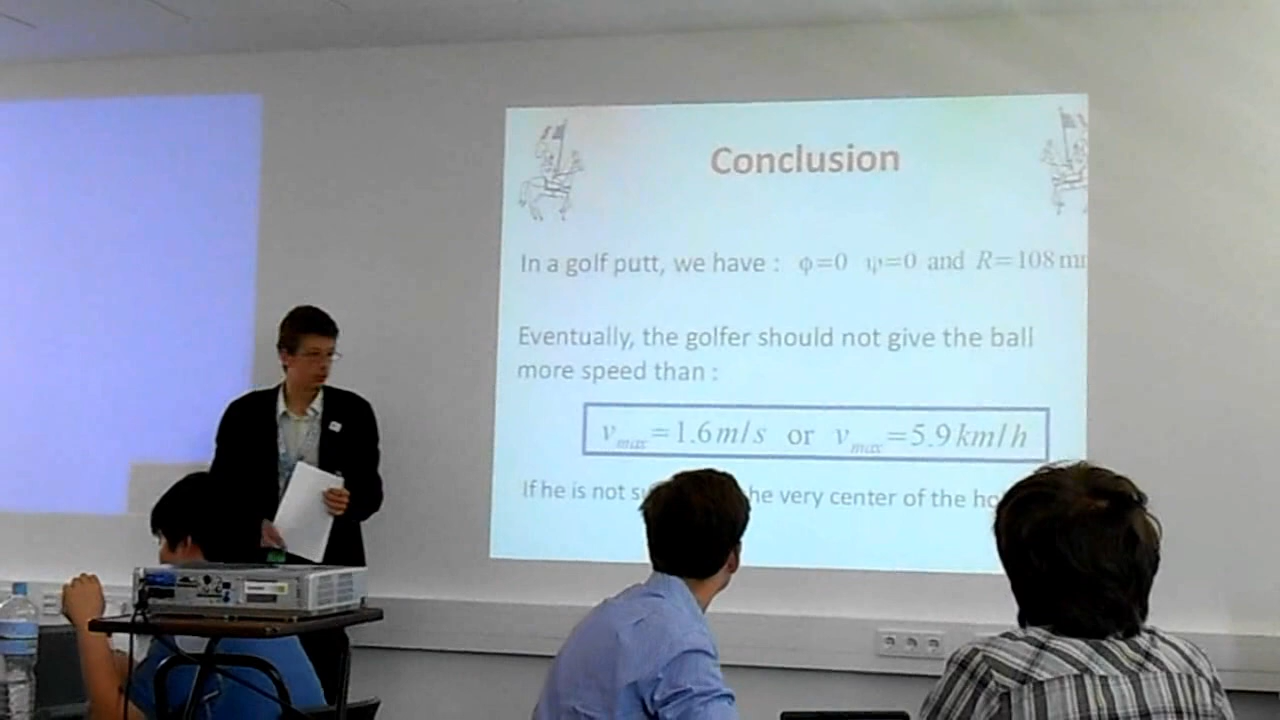 Conclusion
In a golf putt, we have : φ=0 ψ=0 and R=108 m
Eventually, the golfer should not give the ball
more speed than :
v_max=1.6 m/s or v_max=5.9 km/h
If he is not he very center of the ho